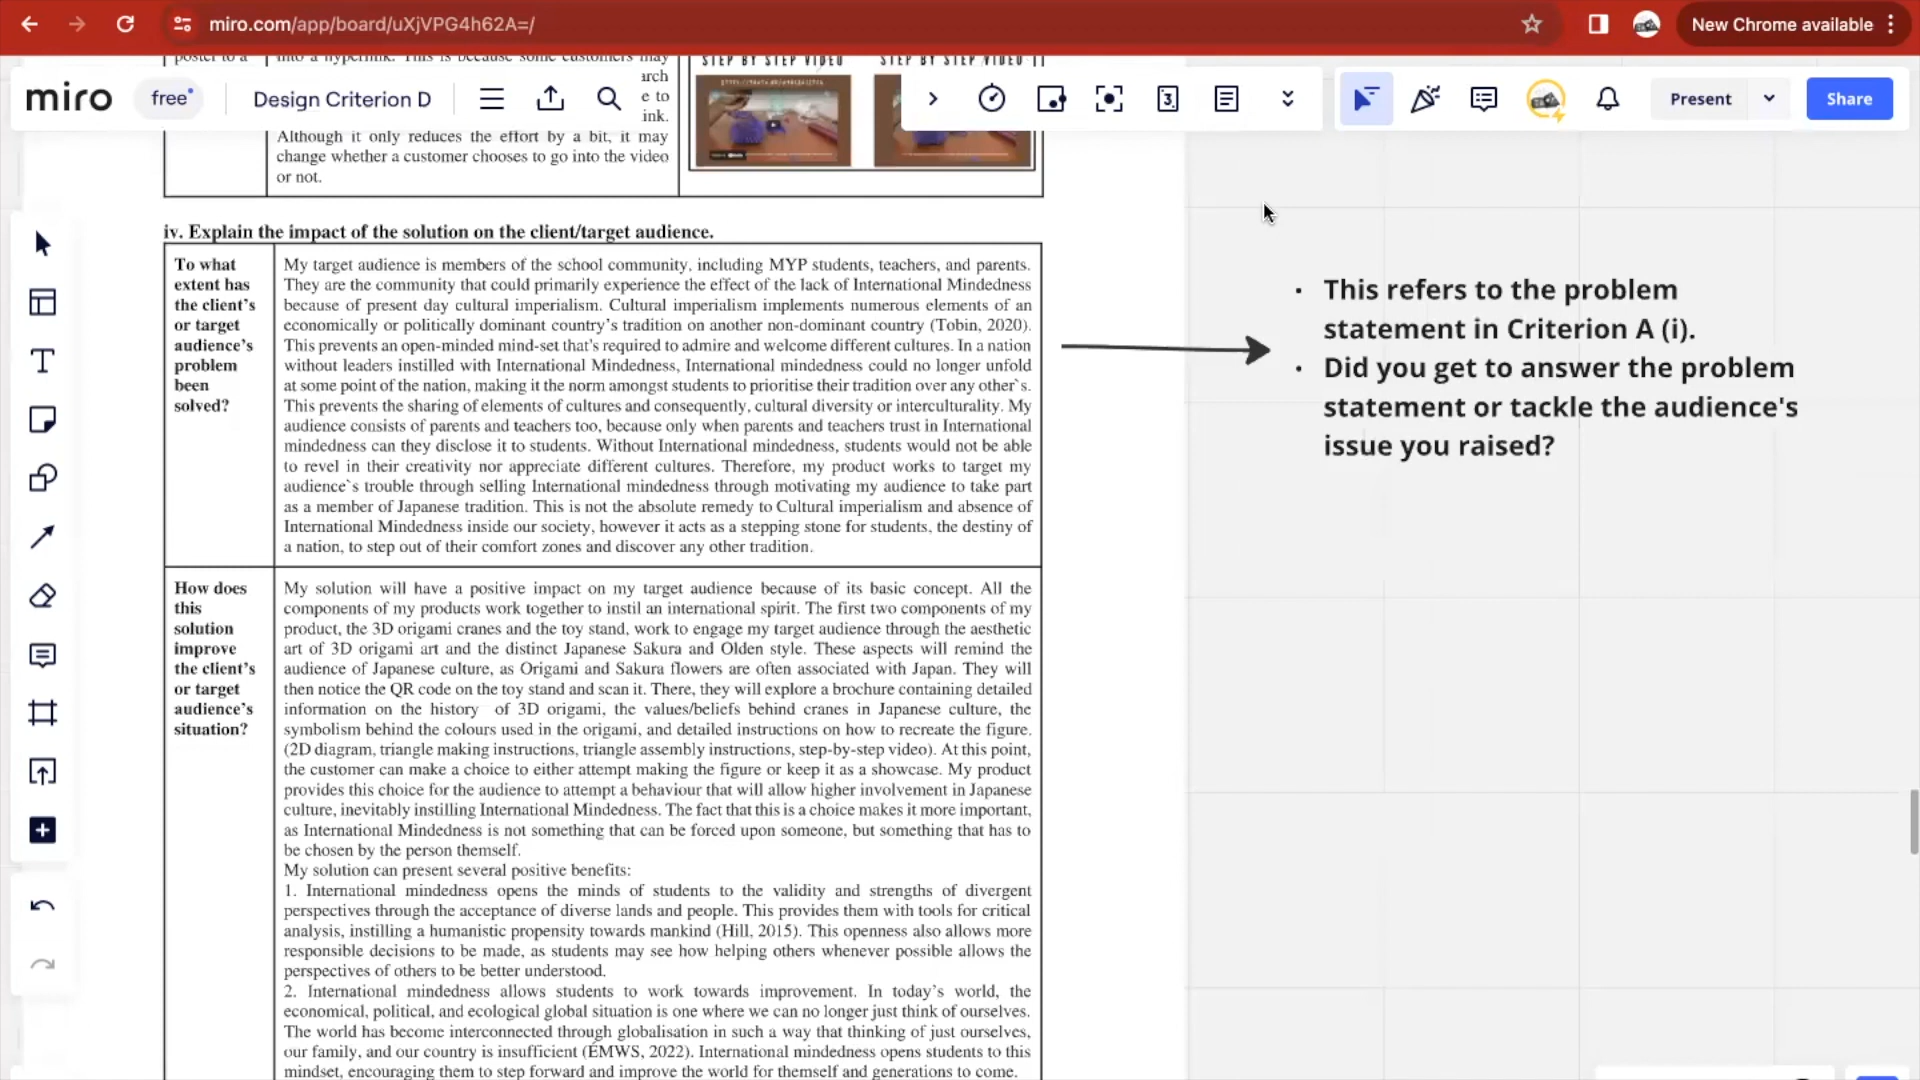 miro.com/app/board/uXjVPG4h62A=/
New Chrome available
poster to a
into a hyperlink. This is because some customers may
STEP BY STEP VIDEO
STEP BY STEP VIDEO
arch
e to
ink.
miro
free
Design Criterion D
Present
Share
Although it only reduces the effort by a bit, it may
change whether a customer chooses to go into the video
or not.
iv. Explain the impact of the solution on the client/target audience.
To what
extent has
the client's
or target
audience's
problem
been
solved?
My target audience is members of the school community, including MYP students, teachers, and parents.
They are the community that could primarily experience the effect of the lack of International Mindedness
because of present day cultural imperialism. Cultural imperialism implements numerous elements of an
economically or politically dominant country's tradition on another non-dominant country (Tobin, 2020).
This prevents an open-minded mind-set that's required to admire and welcome different cultures. In a nation
without leaders instilled with International Mindedness, International mindedness could no longer unfold
at some point of the nation, making it the norm amongst students to prioritise their tradition over any other`s.
This prevents the sharing of elements of cultures and consequently, cultural diversity or interculturality. My
audience consists of parents and teachers too, because only when parents and teachers trust in International
mindedness can they disclose it to students. Without International mindedness, students would not be able
to revel in their creativity nor appreciate different cultures. Therefore, my product works to target my
audience`s trouble through selling International mindedness through motivating my audience to take part
as a member of Japanese tradition. This is not the absolute remedy to Cultural imperialism and absence of
International Mindedness inside our society, however it acts as a stepping stone for students, the destiny of
a nation, to step out of their comfort zones and discover any other tradition.
• This refers to the problem
statement in Criterion A (i).
• Did you get to answer the problem
statement or tackle the audience's
issue you raised?
How does
this
solution
improve
the client's
or target
audience's
situation?
My solution will have a positive impact on my target audience because of its basic concept. All the
components of my products work together to instil an international spirit. The first two components of my
product, the 3D origami cranes and the toy stand, work to engage my target audience through the aesthetic
art of 3D origami art and the distinct Japanese Sakura and Olden style. These aspects will remind the
audience of Japanese culture, as Origami and Sakura flowers are often associated with Japan. They will
then notice the QR code on the toy stand and scan it. There, they will explore a brochure containing detailed
information on the history of 3D origami, the values/beliefs behind cranes in Japanese culture, the
symbolism behind the colours used in the origami, and detailed instructions on how to recreate the figure.
(2D diagram, triangle making instructions, triangle assembly instructions, step-by-step video). At this point,
the customer can make a choice to either attempt making the figure or keep it as a showcase. My product
provides this choice for the audience to attempt a behaviour that will allow higher involvement in Japanese
culture, inevitably instilling International Mindedness. The fact that this is a choice makes it more important,
as International Mindedness is not something that can be forced upon someone, but something that has to
be chosen by the person themself.
My solution can present several positive benefits:
1. International mindedness opens the minds of students to the validity and strengths of divergent
perspectives through the acceptance of diverse lands and people. This provides them with tools for critical
analysis, instilling a humanistic propensity towards mankind (Hill, 2015). This openness also allows more
responsible decisions to be made, as students may see how helping others whenever possible allows the
perspectives of others to be better understood.
2. International mindedness allows students to work towards improvement. In today's world, the
economical, political, and ecological global situation is one where we can no longer just think of ourselves.
The world has become interconnected through globalisation in such a way that thinking of just ourselves,
our family, and our country is insufficient (ÉMWS, 2022). International mindedness opens students to this
mindset, encouraging them to step forward and improve the world for themself and generations to come.